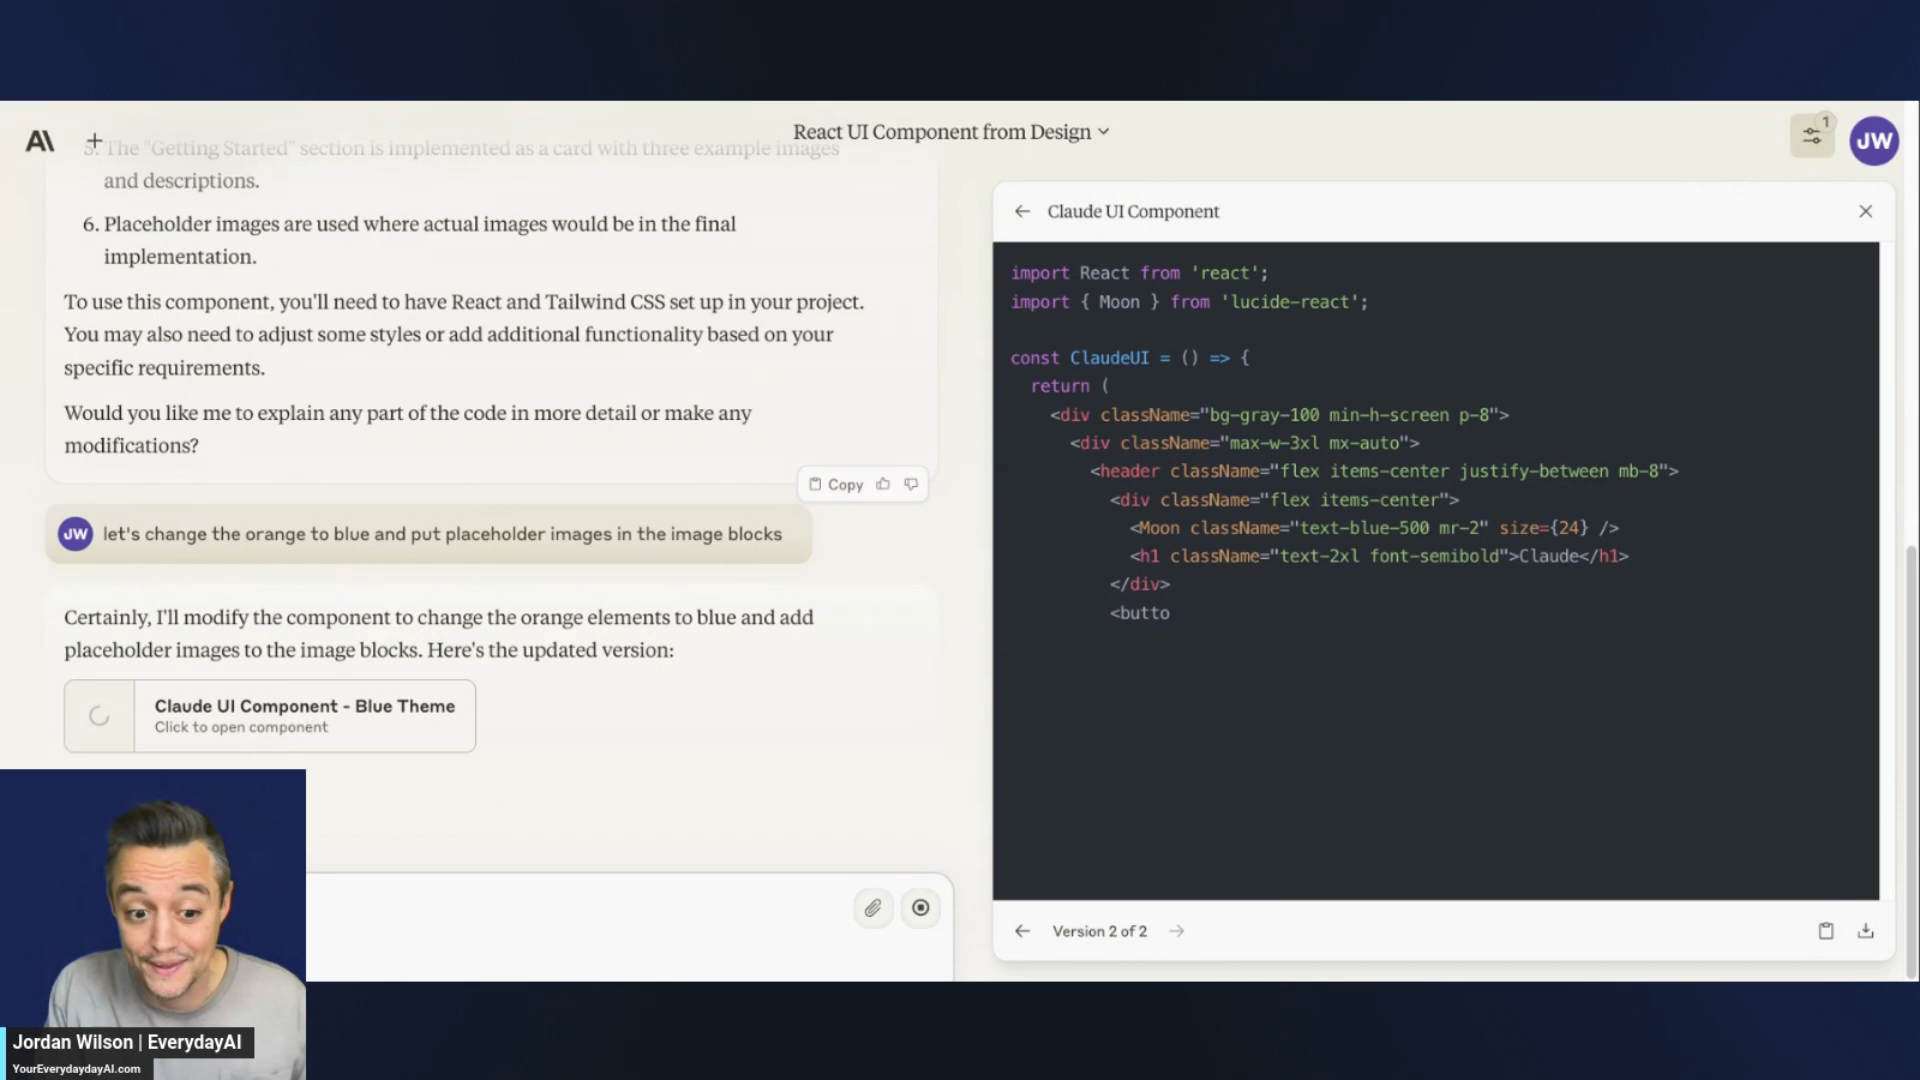 React UI Component from Design
1
JW
5. The "Getting Started" section is implemented as a card with three example images
and descriptions.
6. Placeholder images are used where actual images would be in the final
implementation.
To use this component, you'll need to have React and Tailwind CSS set up in your project.
You may also need to adjust some styles or add additional functionality based on your
specific requirements.
Would you like me to explain any part of the code in more detail or make any
modifications?
Copy
JW let's change the orange to blue and put placeholder images in the image blocks
Certainly, I'll modify the component to change the orange elements to blue and add
placeholder images to the image blocks. Here's the updated version:
Claude UI Component - Blue Theme
Click to open component
Claude UI Component
import React from 'react';
import { Moon } from 'lucide-react';
const ClaudeUI = () => {
return (
<div className="bg-gray-100 min-h-screen p-8">
<div className="max-w-3xl mx-auto">
<header className="flex items-center justify-between mb-8">
<div className="flex items-center">
<Moon className="text-blue-500 mr-2" size={24} />
<h1 className="text-2xl font-semibold">Claude</h1>
</div>
<butto
Version 2 of 2
Jordan Wilson | EverydayAI
YourEverydaydayAI.com